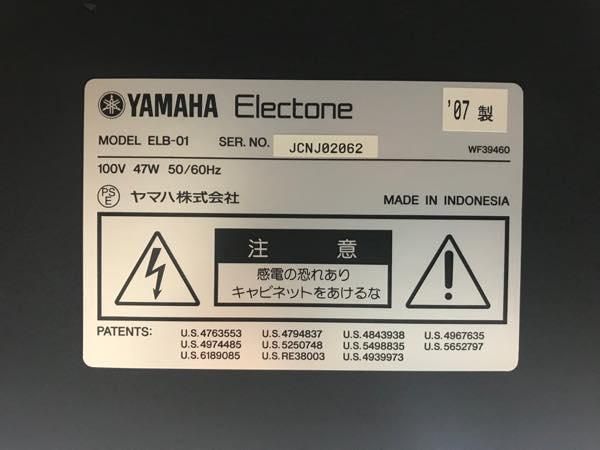 YAMAHA Electone
'07 製
MODEL ELB-01 SER. NO. JCNJ02062
WF39460
100V 47W 50/60Hz
PSE ヤマハ株式会社 MADE IN INDONESIA
注 意
感電の恐れあり
キャビネットをあけるな
PATENTS: U.S.4763553 U.S.4794837 U.S.4843938 U.S.4967635
U.S.4974485 U.S.5250748 U.S.5498835 U.S.5652797
U.S.6189085 U.S.RE38003 U.S.4939973